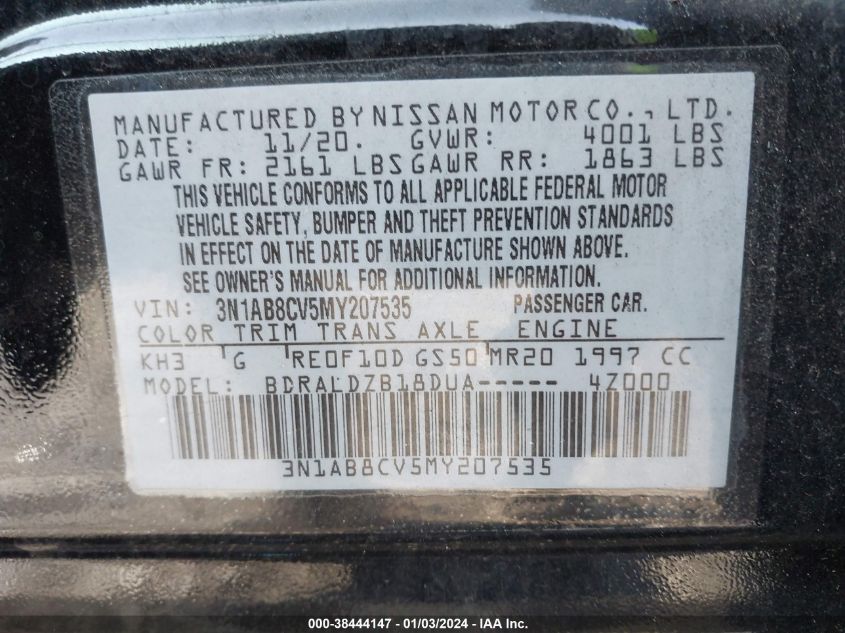 MANUFACTURED BY NISSAN MOTOR CO., LTD.
DATE: 11/20. GVWR: 4001 LBS
GAWR FR: 2161 LBS GAWR RR: 1863 LBS
THIS VEHICLE CONFORMS TO ALL APPLICABLE FEDERAL MOTOR
VEHICLE SAFETY, BUMPER AND THEFT PREVENTION STANDARDS
IN EFFECT ON THE DATE OF MANUFACTURE SHOWN ABOVE.
SEE OWNER'S MANUAL FOR ADDITIONAL INFORMATION.
VIN: 3N1AB8CV5MY207535 PASSENGER CAR.
COLOR TRIM TRANS AXLE ENGINE
KH3 G RE0F10D GS50 MR20 1997 CC
MODEL: BDRALDZB18DUA----- 4Z000
3N1AB8CV5MY207535
000-38444147 - 01/03/2024 - IAA Inc.